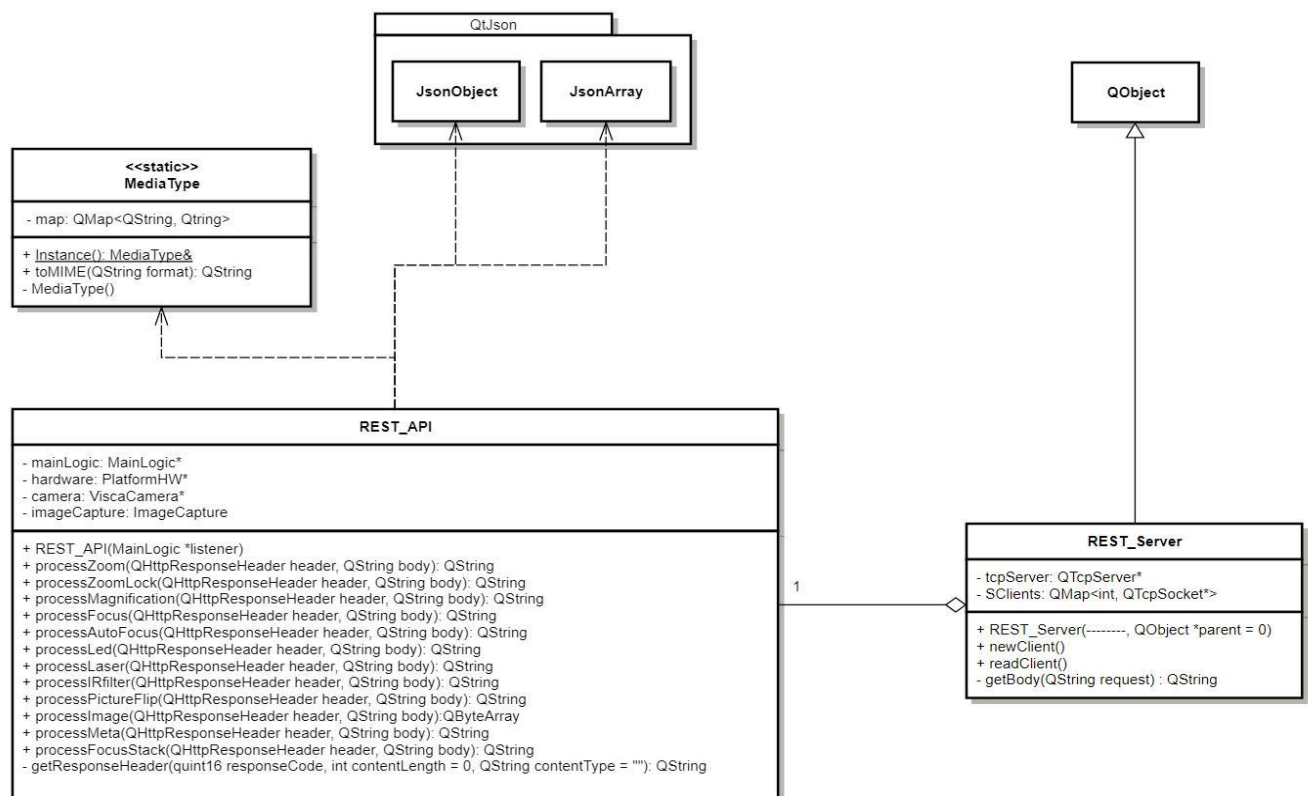 QtJson
JsonObject
JsonArray
QObject
<<static>>
MediaType
- map: QMap<QString, Qtring>
+ Instance(): MediaType&
+ toMIME(QString format): QString
- MediaType()
REST_API
- mainLogic: MainLogic*
- hardware: PlatformHW*
- camera: ViscaCamera*
- imageCapture: ImageCapture
+ REST_API(MainLogic *listener)
+ processZoom(QHttpResponseHeader header, QString body): QString
+ processZoomLock(QHttpResponseHeader header, QString body): QString
+ processMagnification(QHttpResponseHeader header, QString body): QString
+ processFocus(QHttpResponseHeader header, QString body): QString
+ processAutoFocus(QHttpResponseHeader header, QString body): QString
+ processLed(QHttpResponseHeader header, QString body): QString
+ processLaser(QHttpResponseHeader header, QString body): QString
+ processIRfilter(QHttpResponseHeader header, QString body): QString
+ processPictureFlip(QHttpResponseHeader header, QString body): QString
+ processImage(QHttpResponseHeader header, QString body):QByteArray
+ processMeta(QHttpResponseHeader header, QString body): QString
+ processFocusStack(QHttpResponseHeader header, QString body): QString
- getResponseHeader(quint16 responseCode, int contentLength = 0, QString contentType = ""): QString
1
REST_Server
- tcpServer: QTcpServer*
- SClients: QMap<int, QTcpSocket*>
+ REST_Server(--------, QObject *parent = 0)
+ newClient()
+ readClient()
- getBody(QString request) : QString